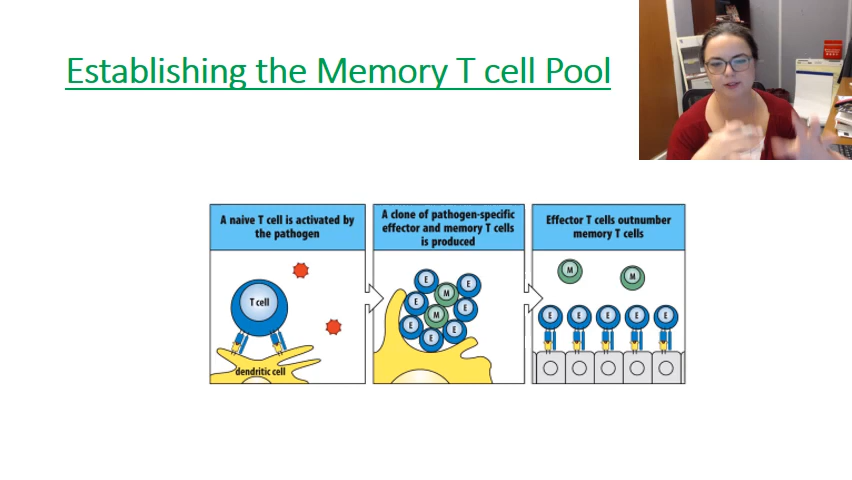 Establishing the Memory T cell Pool
A naive T cell is activated by
the pathogen
A clone of pathogen-specific
effector and memory T cells
is produced
Effector T cells outnumber
memory T cells
T cell
dendritic cell
E
E
M
E
E
M
E
E
E
M
M
E
E
E
E
E